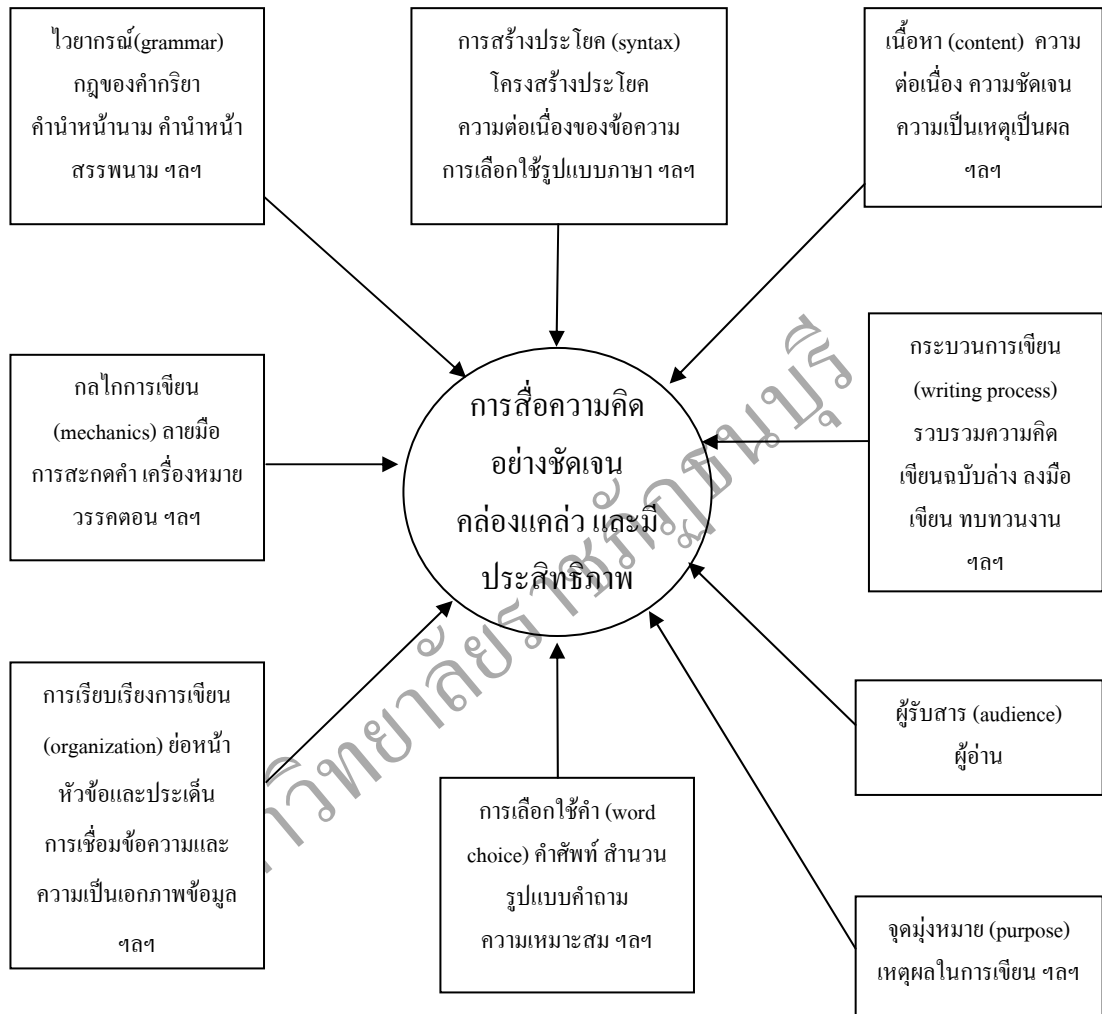 ไวยากรณ์(grammar)
กฎของคำกริยา
คำนำหน้านาม คำนำหน้า
สรรพนาม ฯลฯ
การสร้างประโยค (syntax)
โครงสร้างประโยค
ความต่อเนื่องของข้อความ
การเลือกใช้รูปแบบภาษา ฯลฯ
เนื้อหา (content) ความ
ต่อเนื่อง ความชัดเจน
ความเป็นเหตุเป็นผล
ฯลฯ
กลไกการเขียน
(mechanics) ลายมือ
การสะกดคำ เครื่องหมาย
วรรคตอน ฯลฯ
การสื่อความคิด
อย่างชัดเจน
คล่องแคล่ว และมี
ประสิทธิภาพ
กระบวนการเขียน
(writing process)
รวบรวมความคิด
เขียนฉบับล่าง ลงมือ
เขียน ทบทวนงาน
ฯลฯ
การเรียบเรียงการเขียน
(organization) ย่อหน้า
หัวข้อและประเด็น
การเชื่อมข้อความและ
ความเป็นเอกภาพข้อมูล
ฯลฯ
การเลือกใช้คำ (word
choice) คำศัพท์ สำนวน
รูปแบบคำถาม
ความเหมาะสม ฯลฯ
ผู้รับสาร (audience)
ผู้อ่าน
จุดมุ่งหมาย (purpose)
เหตุผลในการเขียน ฯลฯ
าวิทยาลัยราชภัฏธนบุรี